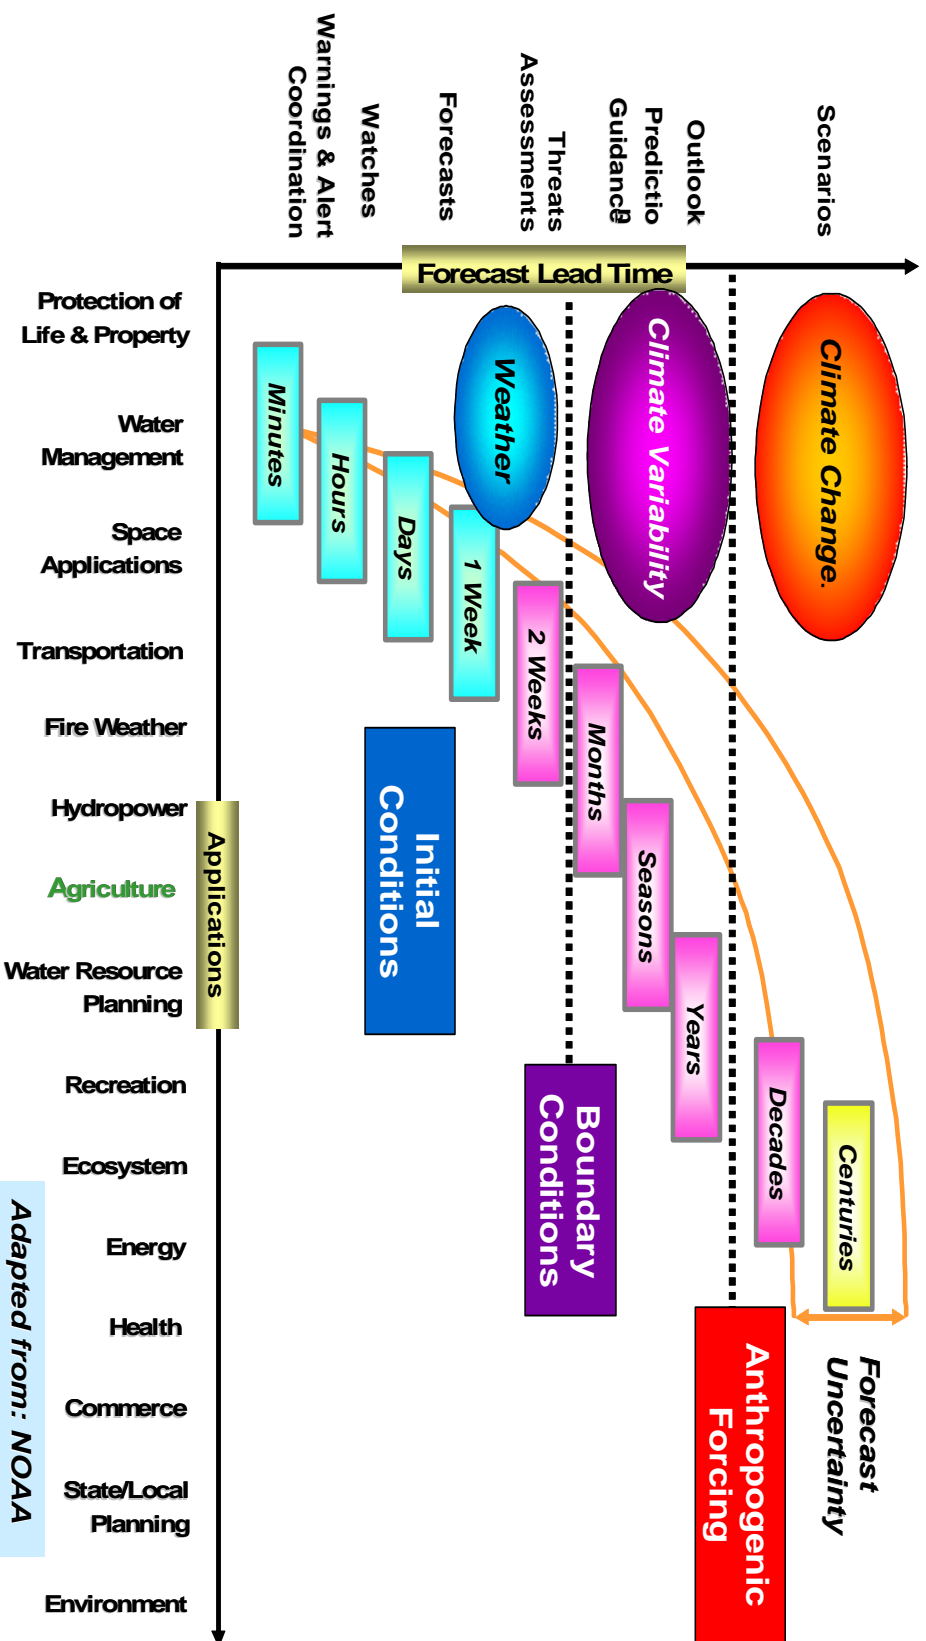 Warnings & Alert
Coordination
Watches
Forecasts
Threats
Assessments
Guidance
Predictio
n
Outlook
Scenarios
Forecast Lead Time
Weather
Climate Variability
Climate Change.
Minutes
Hours
Days
1 Week
2 Weeks
Months
Seasons
Years
Decades
Centuries
Initial
Conditions
Boundary
Conditions
Anthropogenic
Forcing
Forecast
Uncertainty
Applications
Protection of
Life & Property
Water
Management
Space
Applications
Transportation
Fire Weather
Hydropower
Agriculture
Water Resource
Planning
Recreation
Ecosystem
Energy
Health
Commerce
State/Local
Planning
Environment
Adapted from: NOAA